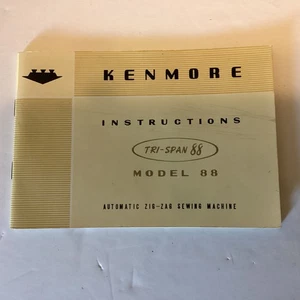 KENMORE
INSTRUCTIONS
TRI-SPAN 88
MODEL 88
AUTOMATIC ZIG-ZAG SEWING MACHINE